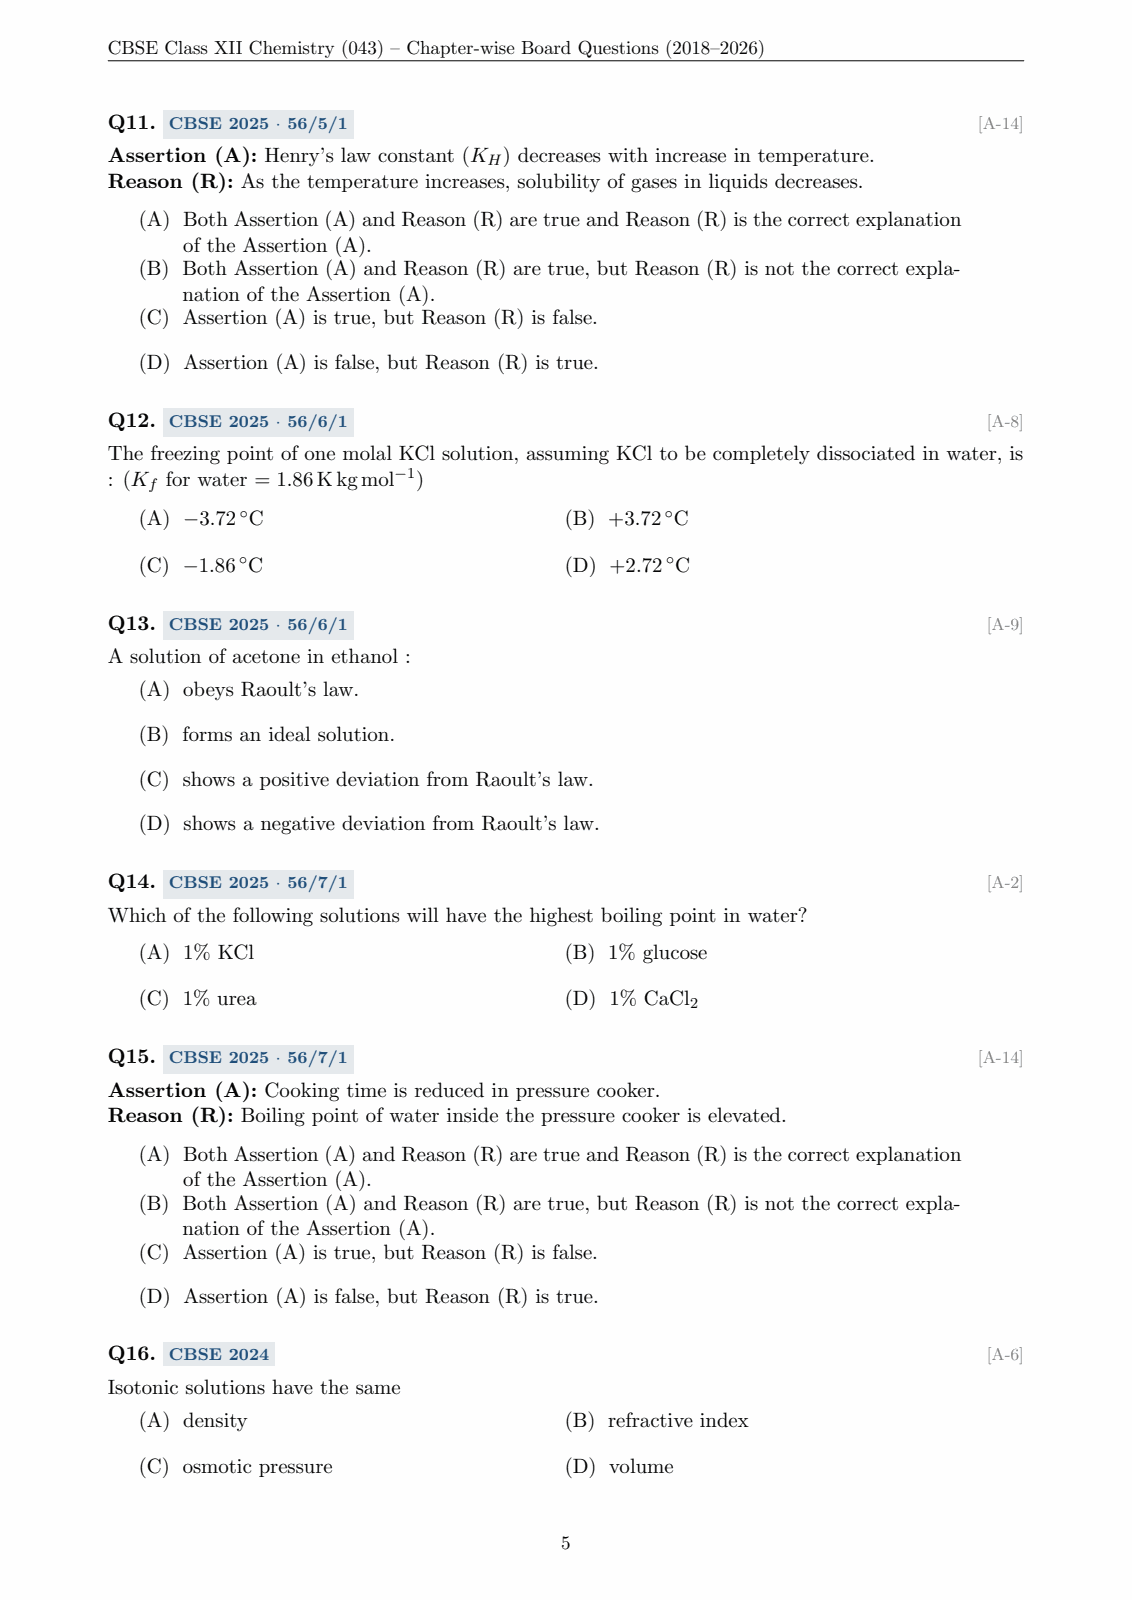 CBSE Class XII Chemistry (043) – Chapter-wise Board Questions (2018–2026)
Q11. CBSE 2025 · 56/5/1 [A-14]
Assertion (A): Henry's law constant (K_H) decreases with increase in temperature.
Reason (R): As the temperature increases, solubility of gases in liquids decreases.
(A) Both Assertion (A) and Reason (R) are true and Reason (R) is the correct explanation
of the Assertion (A).
(B) Both Assertion (A) and Reason (R) are true, but Reason (R) is not the correct expla-
nation of the Assertion (A).
(C) Assertion (A) is true, but Reason (R) is false.
(D) Assertion (A) is false, but Reason (R) is true.
Q12. CBSE 2025 · 56/6/1 [A-8]
The freezing point of one molal KCl solution, assuming KCl to be completely dissociated in water, is
: (K_f for water = 1.86 K kg mol⁻¹)
(A) −3.72 °C (B) +3.72 °C
(C) −1.86 °C (D) +2.72 °C
Q13. CBSE 2025 · 56/6/1 [A-9]
A solution of acetone in ethanol :
(A) obeys Raoult's law.
(B) forms an ideal solution.
(C) shows a positive deviation from Raoult's law.
(D) shows a negative deviation from Raoult's law.
Q14. CBSE 2025 · 56/7/1 [A-2]
Which of the following solutions will have the highest boiling point in water?
(A) 1% KCl (B) 1% glucose
(C) 1% urea (D) 1% CaCl₂
Q15. CBSE 2025 · 56/7/1 [A-14]
Assertion (A): Cooking time is reduced in pressure cooker.
Reason (R): Boiling point of water inside the pressure cooker is elevated.
(A) Both Assertion (A) and Reason (R) are true and Reason (R) is the correct explanation
of the Assertion (A).
(B) Both Assertion (A) and Reason (R) are true, but Reason (R) is not the correct expla-
nation of the Assertion (A).
(C) Assertion (A) is true, but Reason (R) is false.
(D) Assertion (A) is false, but Reason (R) is true.
Q16. CBSE 2024 [A-6]
Isotonic solutions have the same
(A) density (B) refractive index
(C) osmotic pressure (D) volume
5